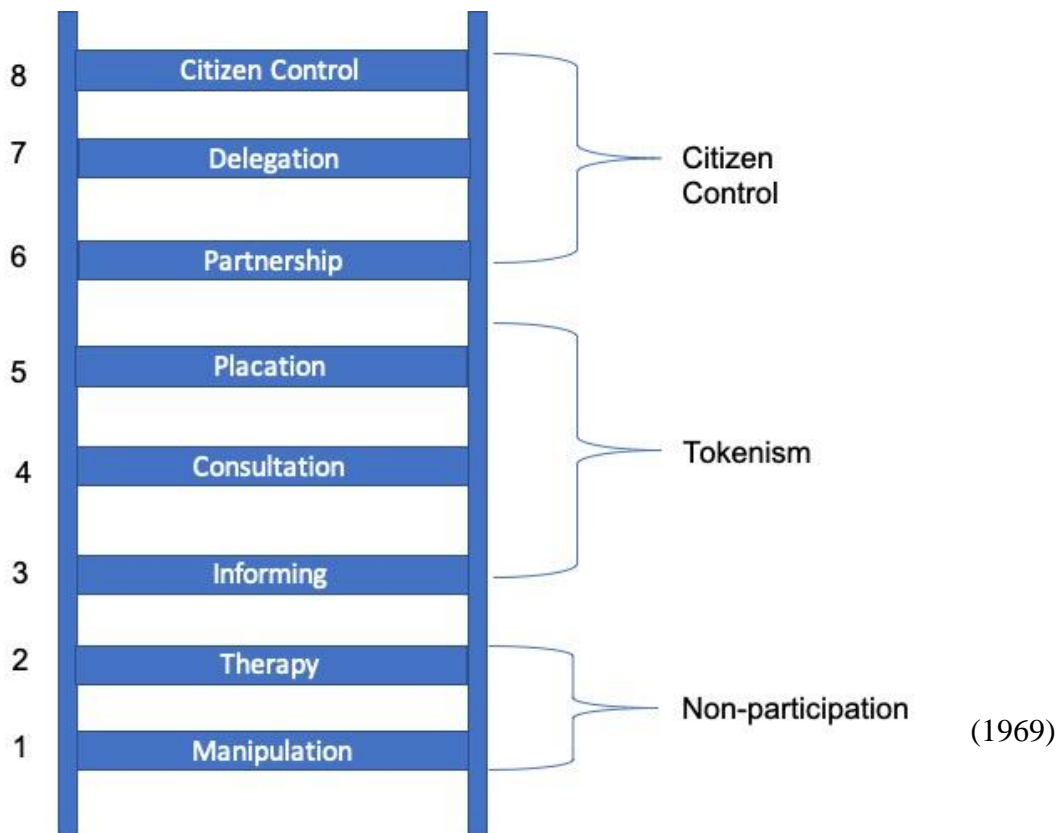 8 Citizen Control
7 Delegation
Citizen
Control
6 Partnership
5 Placation
Tokenism
4 Consultation
3 Informing
2 Therapy
Non-participation
(1969)
1 Manipulation